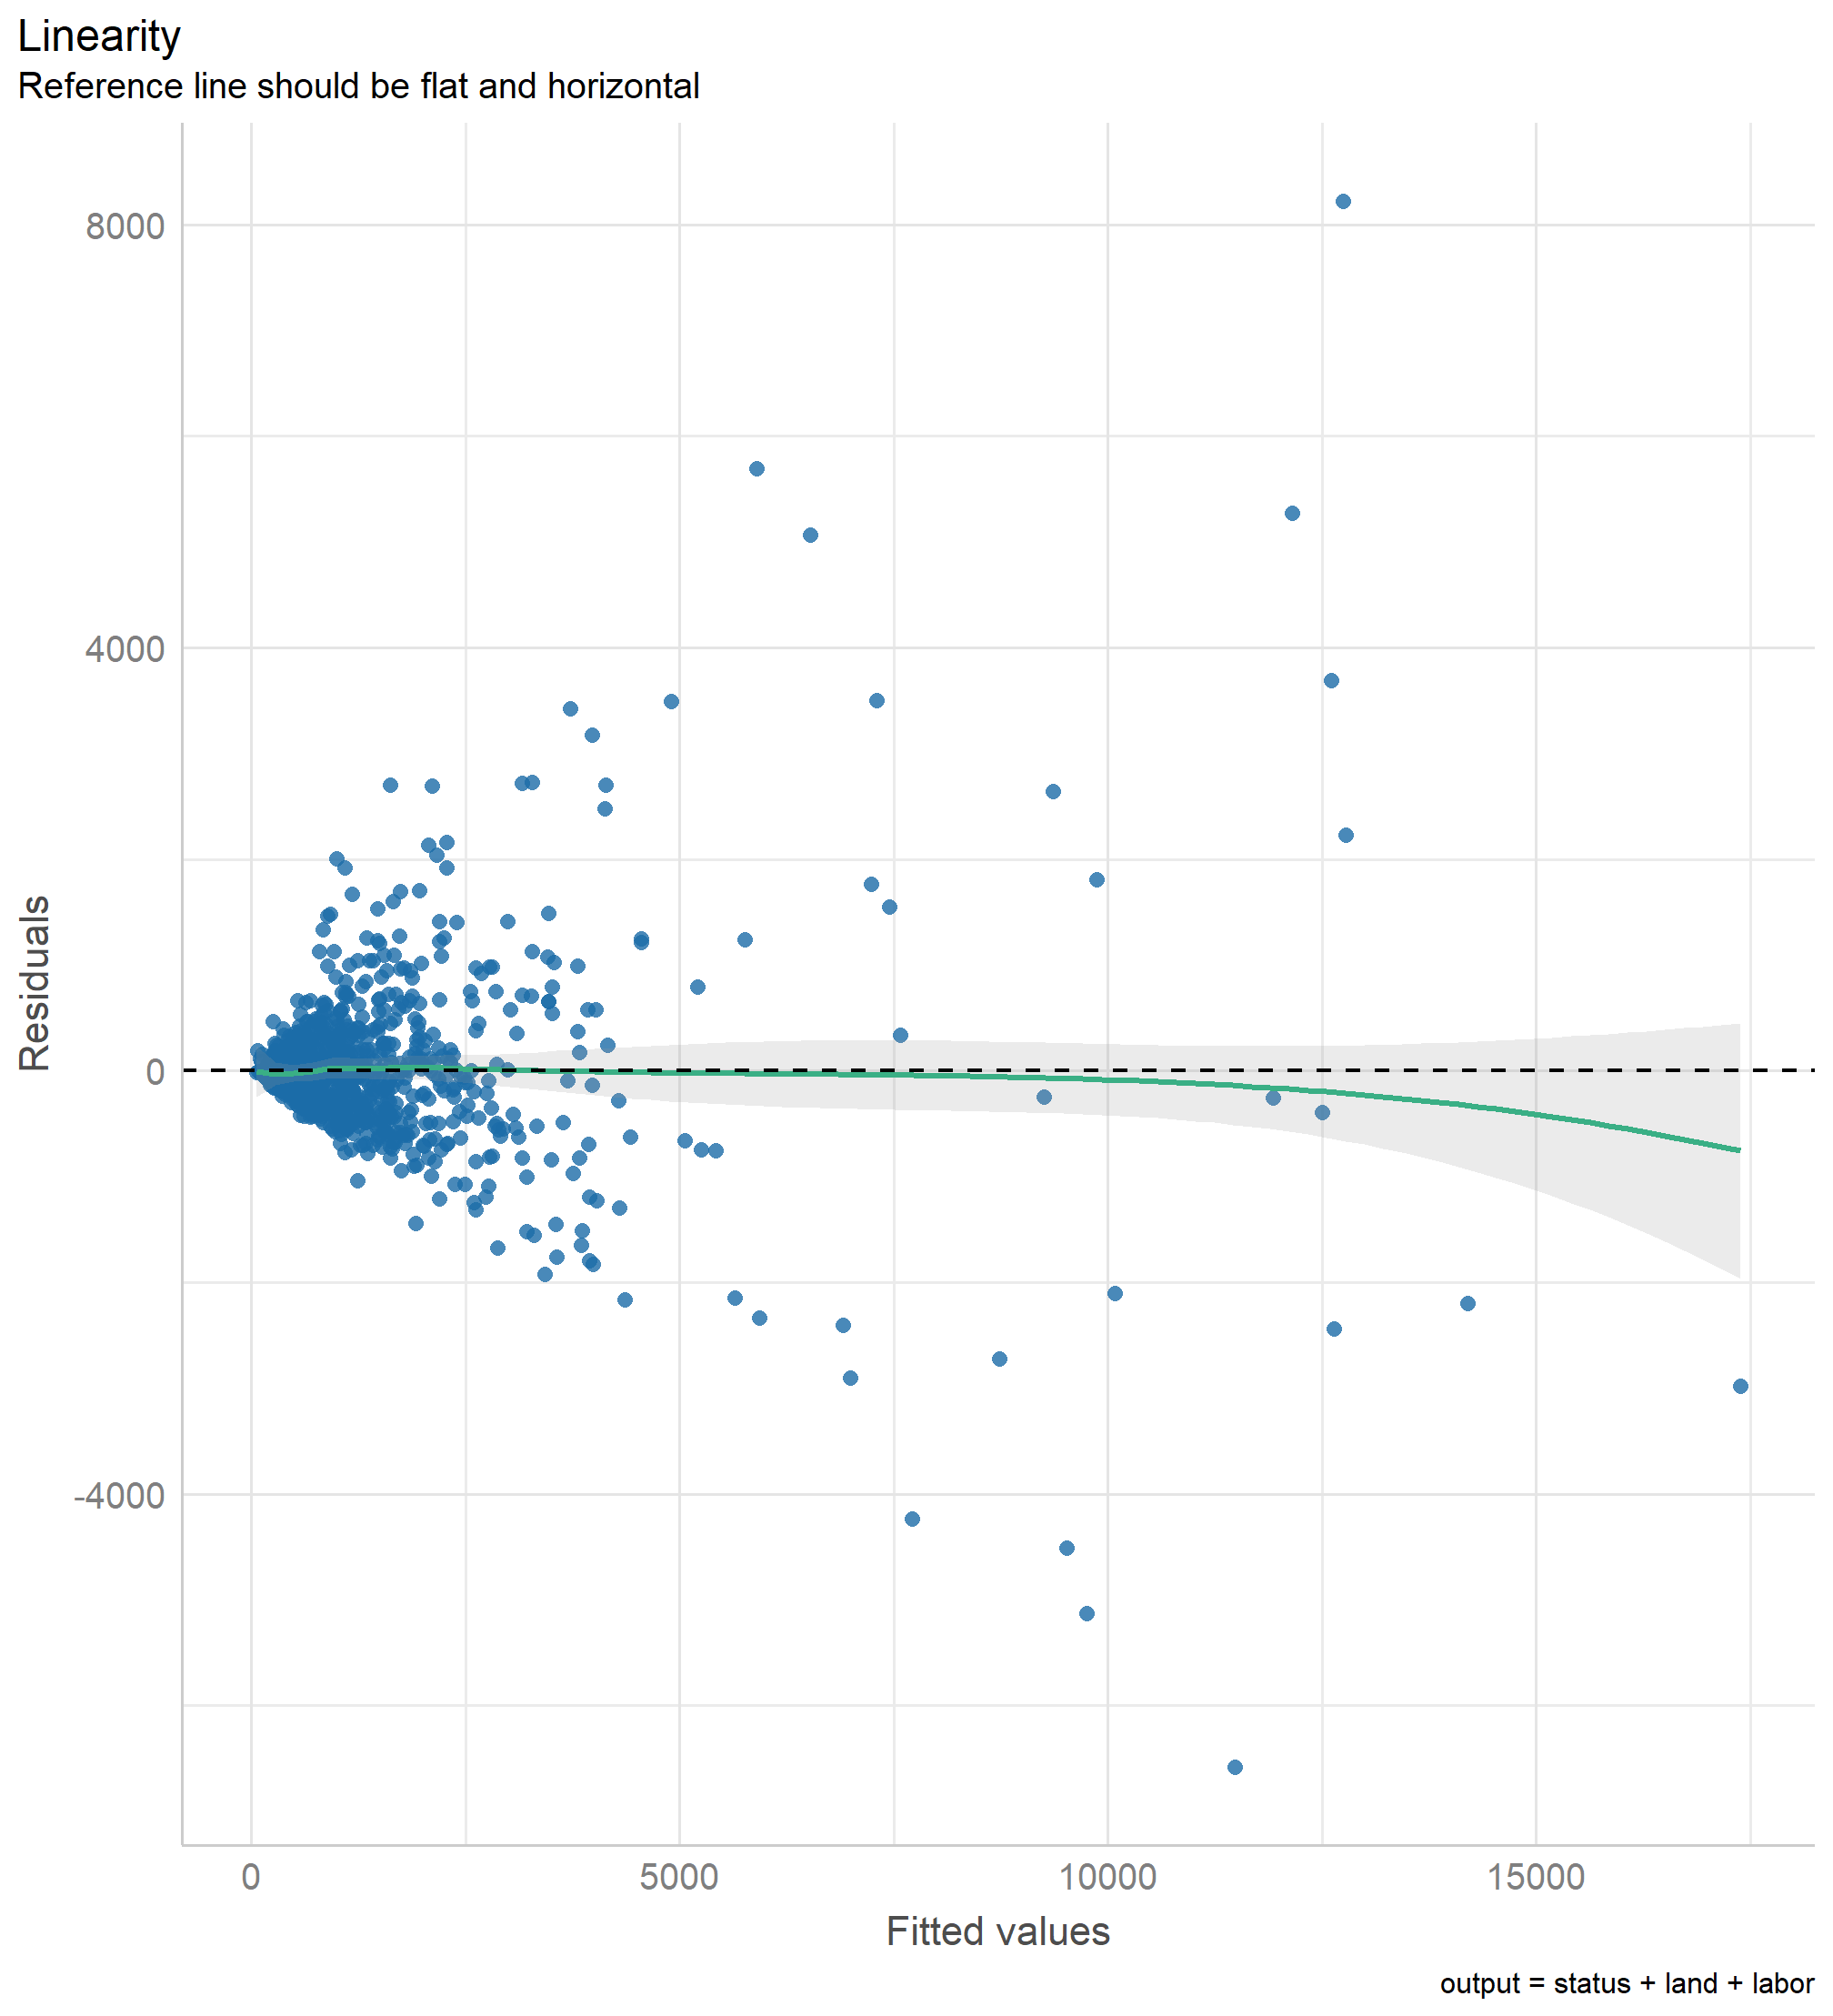 Linearity
Reference line should be flat and horizontal
8000
4000
0
-4000
Residuals
0 5000 10000 15000
Fitted values
output = status + land + labor